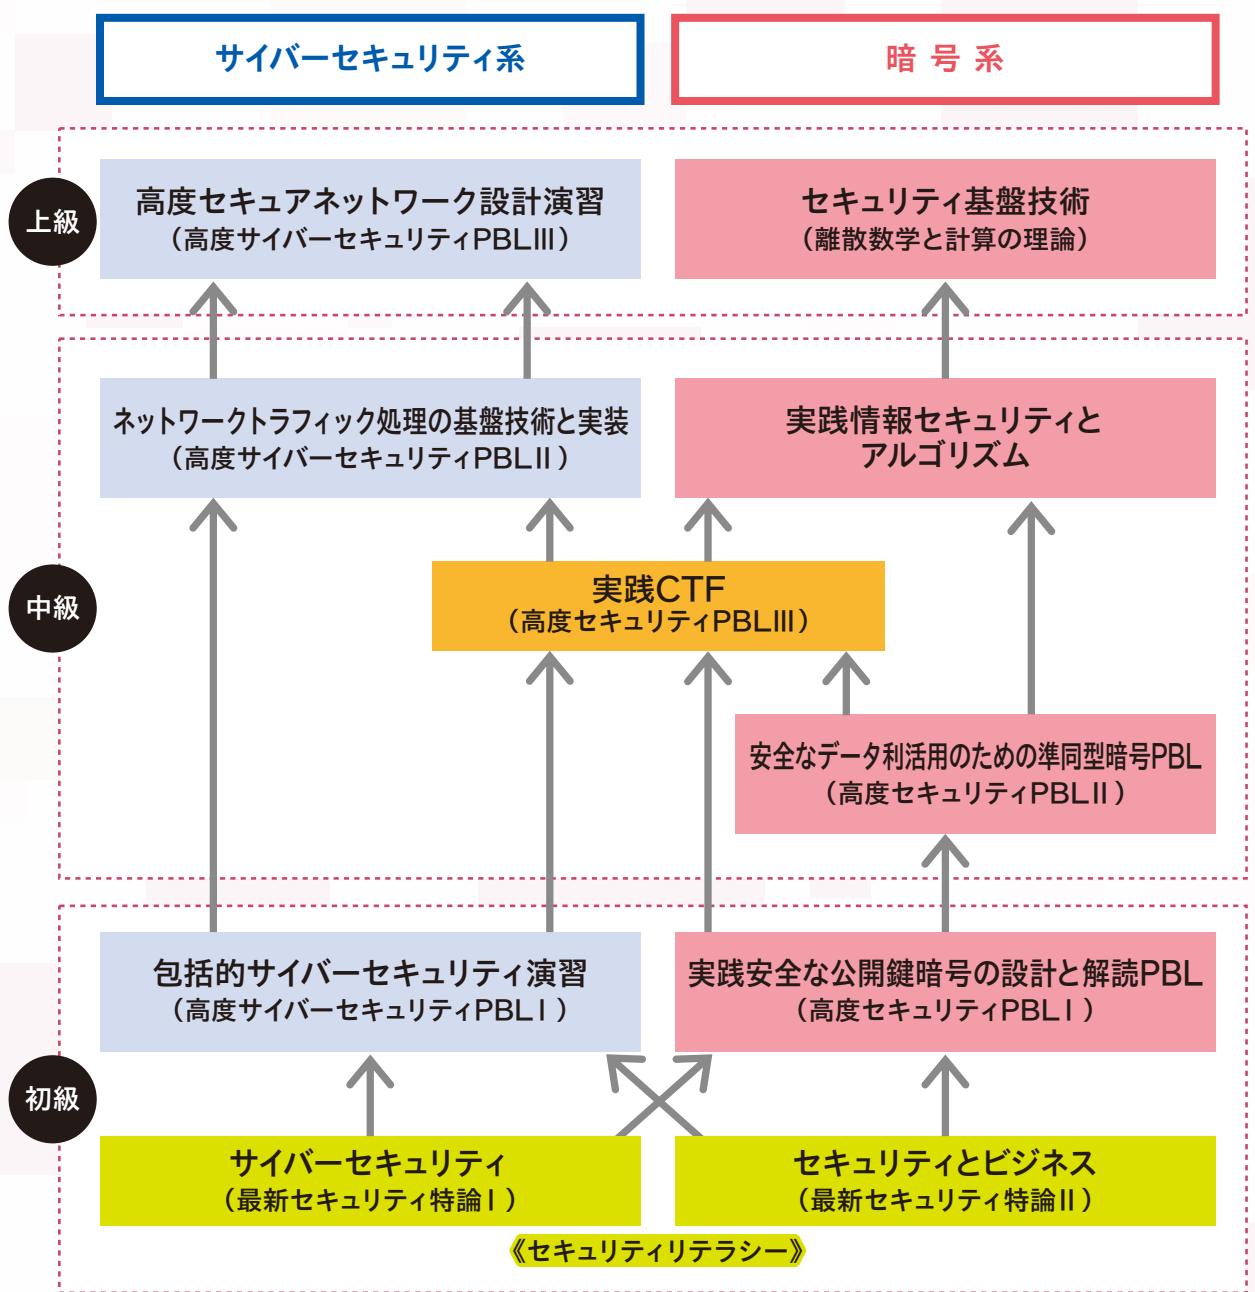 サイバーセキュリティ系
暗号系
上級
高度セキュアネットワーク設計演習
（高度サイバーセキュリティPBLⅢ）
セキュリティ基盤技術
（離散数学と計算の理論）
中級
ネットワークトラフィック処理の基盤技術と実装
（高度サイバーセキュリティPBLⅡ）
実践情報セキュリティと
アルゴリズム
実践CTF
（高度セキュリティPBLⅢ）
安全なデータ利活用のための準同型暗号PBL
（高度セキュリティPBLⅡ）
初級
包括的サイバーセキュリティ演習
（高度サイバーセキュリティPBLⅠ）
実践安全な公開鍵暗号の設計と解読PBL
（高度セキュリティPBLⅠ）
サイバーセキュリティ
（最新セキュリティ特論Ⅰ）
セキュリティとビジネス
（最新セキュリティ特論Ⅱ）
《セキュリティリテラシー》